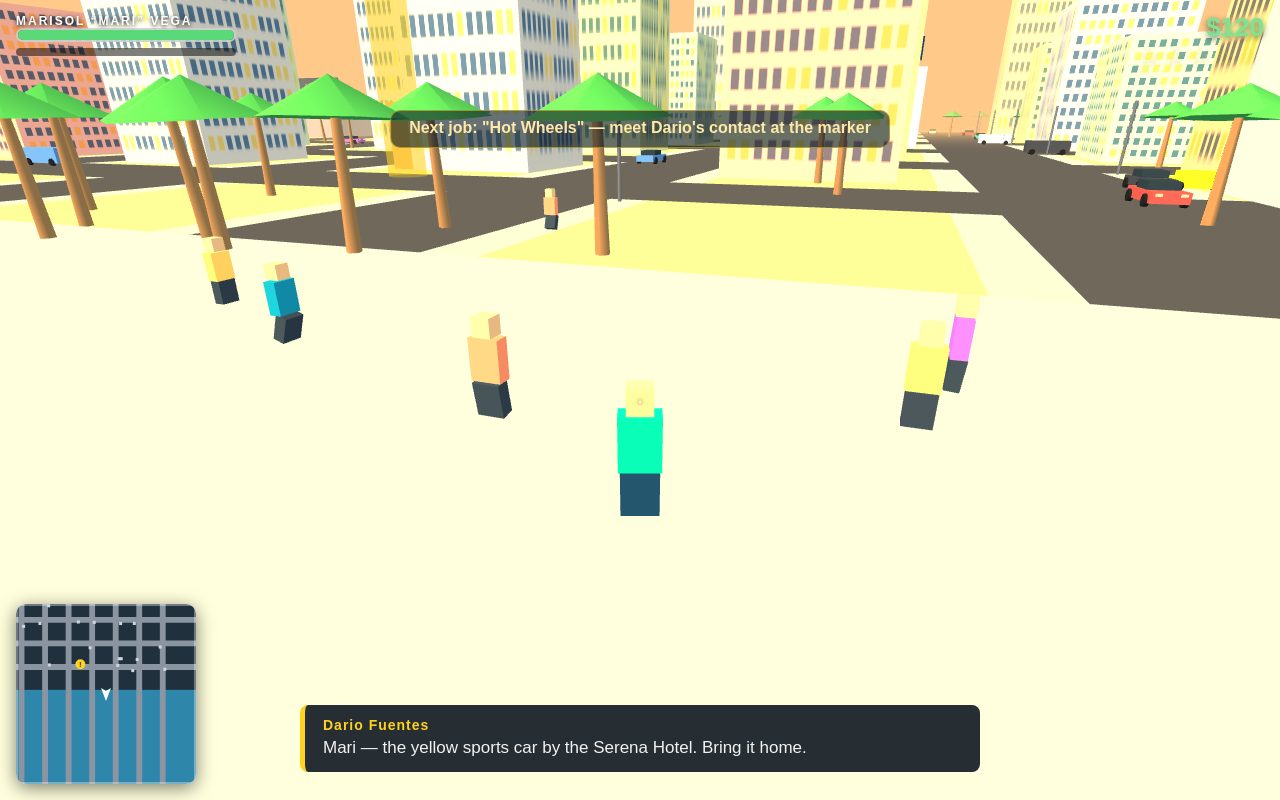 MARISOL "MARI" VEGA
$120
Next job: "Hot Wheels" — meet Dario's contact at the marker
!
Dario Fuentes
Mari — the yellow sports car by the Serena Hotel. Bring it home.